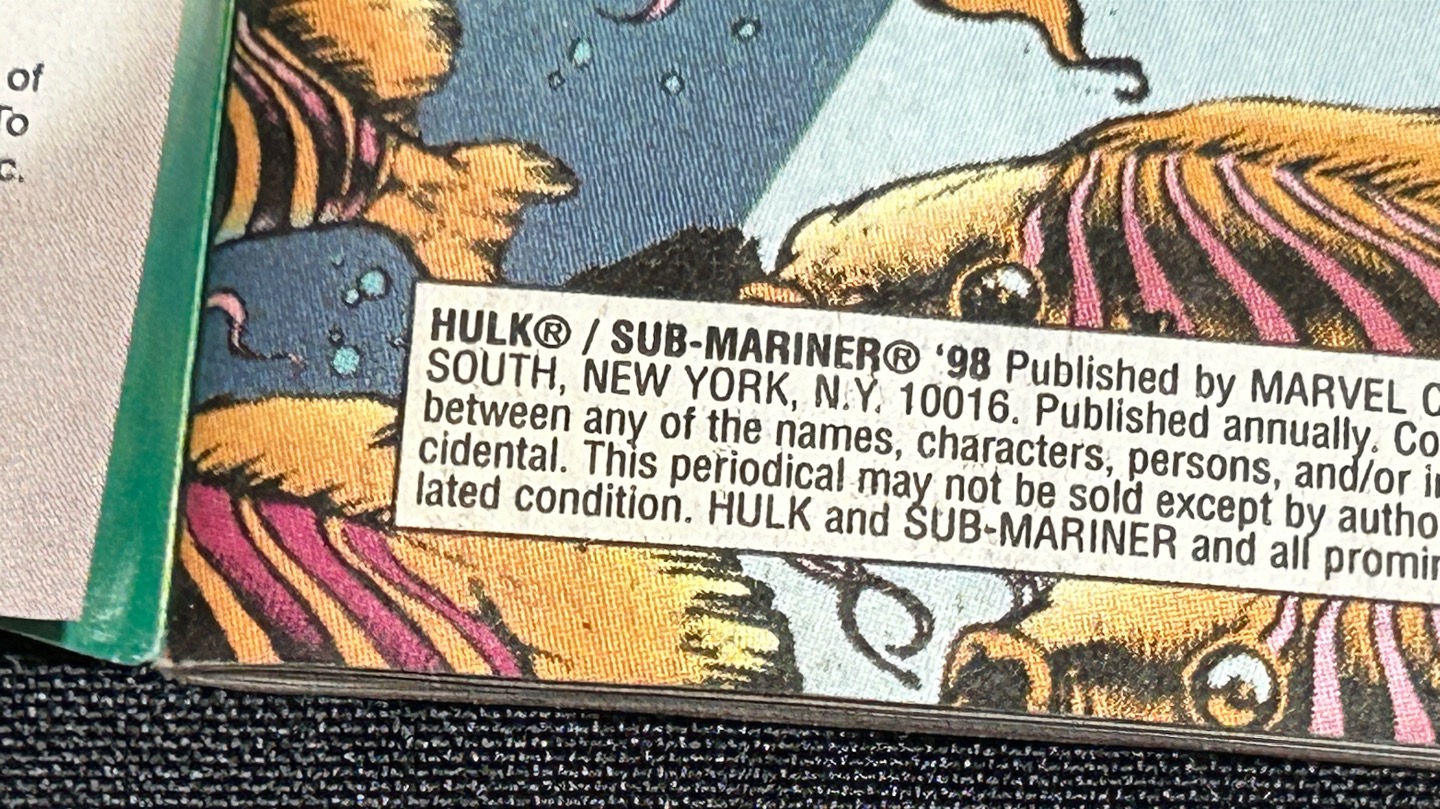 of
To
HULK® / SUB-MARINER® ‘98 Published by MARVEL
SOUTH, NEW YORK, N.Y. 10016. Published annually.
between any of the names, characters, persons, and/or
cidental. This periodical may not be sold except by
lated condition. HULK and SUB-MARINER and all